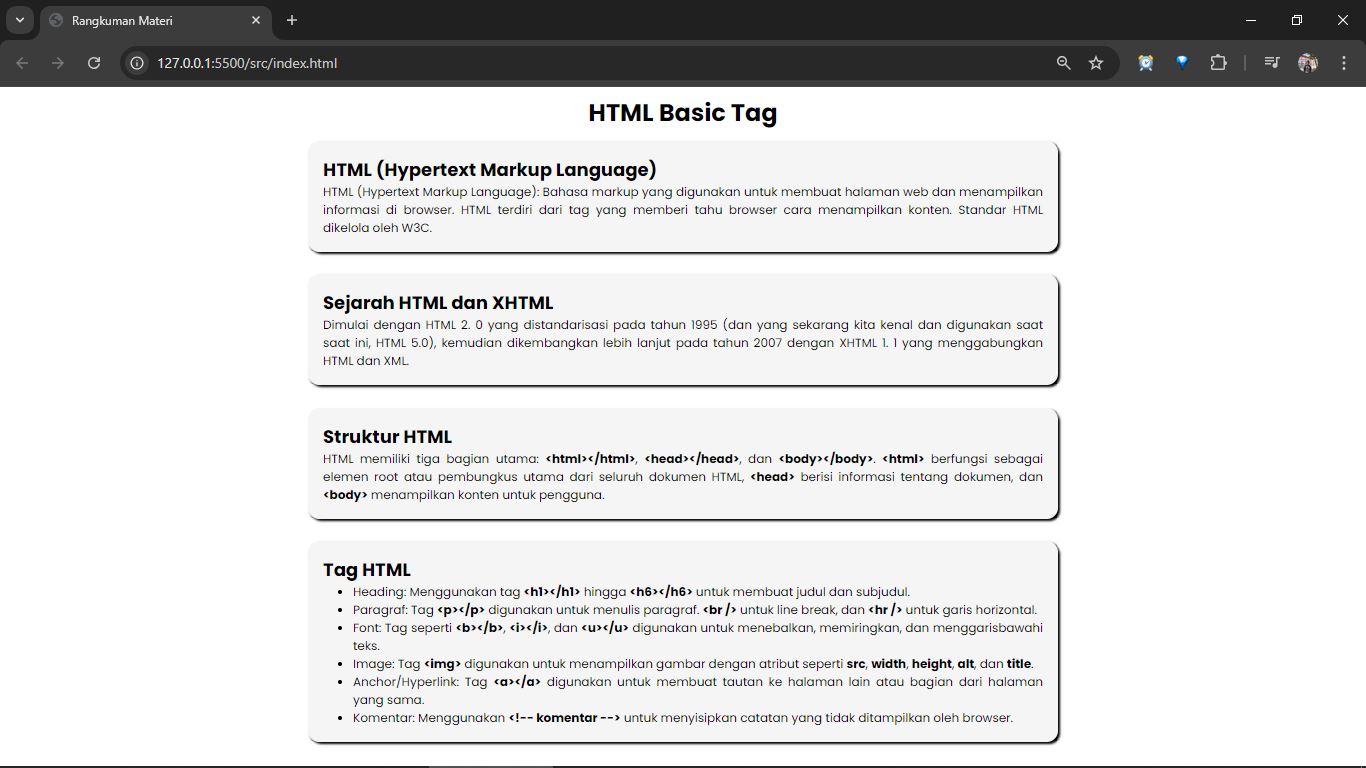 Rangkuman Materi
127.0.0.1:5500/src/index.html
HTML Basic Tag
HTML (Hypertext Markup Language)
HTML (Hypertext Markup Language): Bahasa markup yang digunakan untuk membuat halaman web dan menampilkan
informasi di browser. HTML terdiri dari tag yang memberi tahu browser cara menampilkan konten. Standar HTML
dikelola oleh W3C.
Sejarah HTML dan XHTML
Dimulai dengan HTML 2. 0 yang distandarisasi pada tahun 1995 (dan yang sekarang kita kenal dan digunakan saat
saat ini, HTML 5.0), kemudian dikembangkan lebih lanjut pada tahun 2007 dengan XHTML 1. 1 yang menggabungkan
HTML dan XML.
Struktur HTML
HTML memiliki tiga bagian utama: <html></html>, <head></head>, dan <body></body>. <html> berfungsi sebagai
elemen root atau pembungkus utama dari seluruh dokumen HTML, <head> berisi informasi tentang dokumen, dan
<body> menampilkan konten untuk pengguna.
Tag HTML
• Heading: Menggunakan tag <h1></h1> hingga <h6></h6> untuk membuat judul dan subjudul.
• Paragraf: Tag <p></p> digunakan untuk menulis paragraf. <br /> untuk line break, dan <hr /> untuk garis horizontal.
• Font: Tag seperti <b></b>, <i></i>, dan <u></u> digunakan untuk menebalkan, memiringkan, dan menggarisbawahi
teks.
• Image: Tag <img> digunakan untuk menampilkan gambar dengan atribut seperti src, width, height, alt, dan title.
• Anchor/Hyperlink: Tag <a></a> digunakan untuk membuat tautan ke halaman lain atau bagian dari halaman
yang sama.
• Komentar: Menggunakan <!-- komentar --> untuk menyisipkan catatan yang tidak ditampilkan oleh browser.